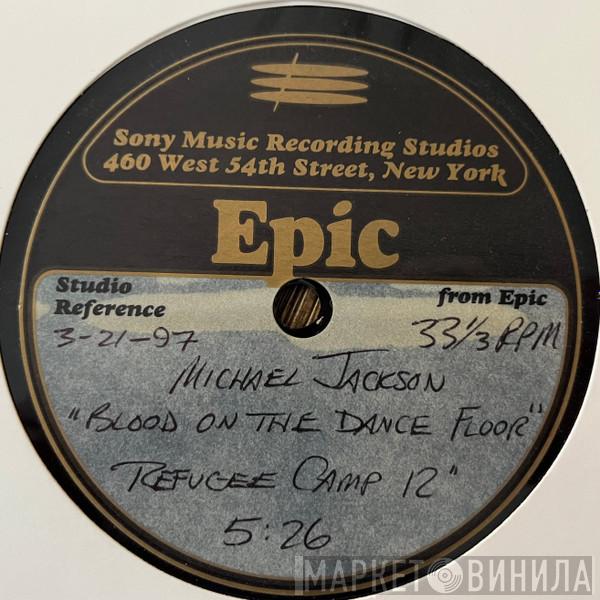 Sony Music Recording Studios
460 West 54th Street, New York
Epic
Studio
Reference
from Epic
3-21-97
33 1/3 RPM
MICHAEL JACKSON
"BLOOD ON THE DANCE FLOOR"
REFUGEE CAMP 12"
5:26
МАРКЕТ ВИНИЛА